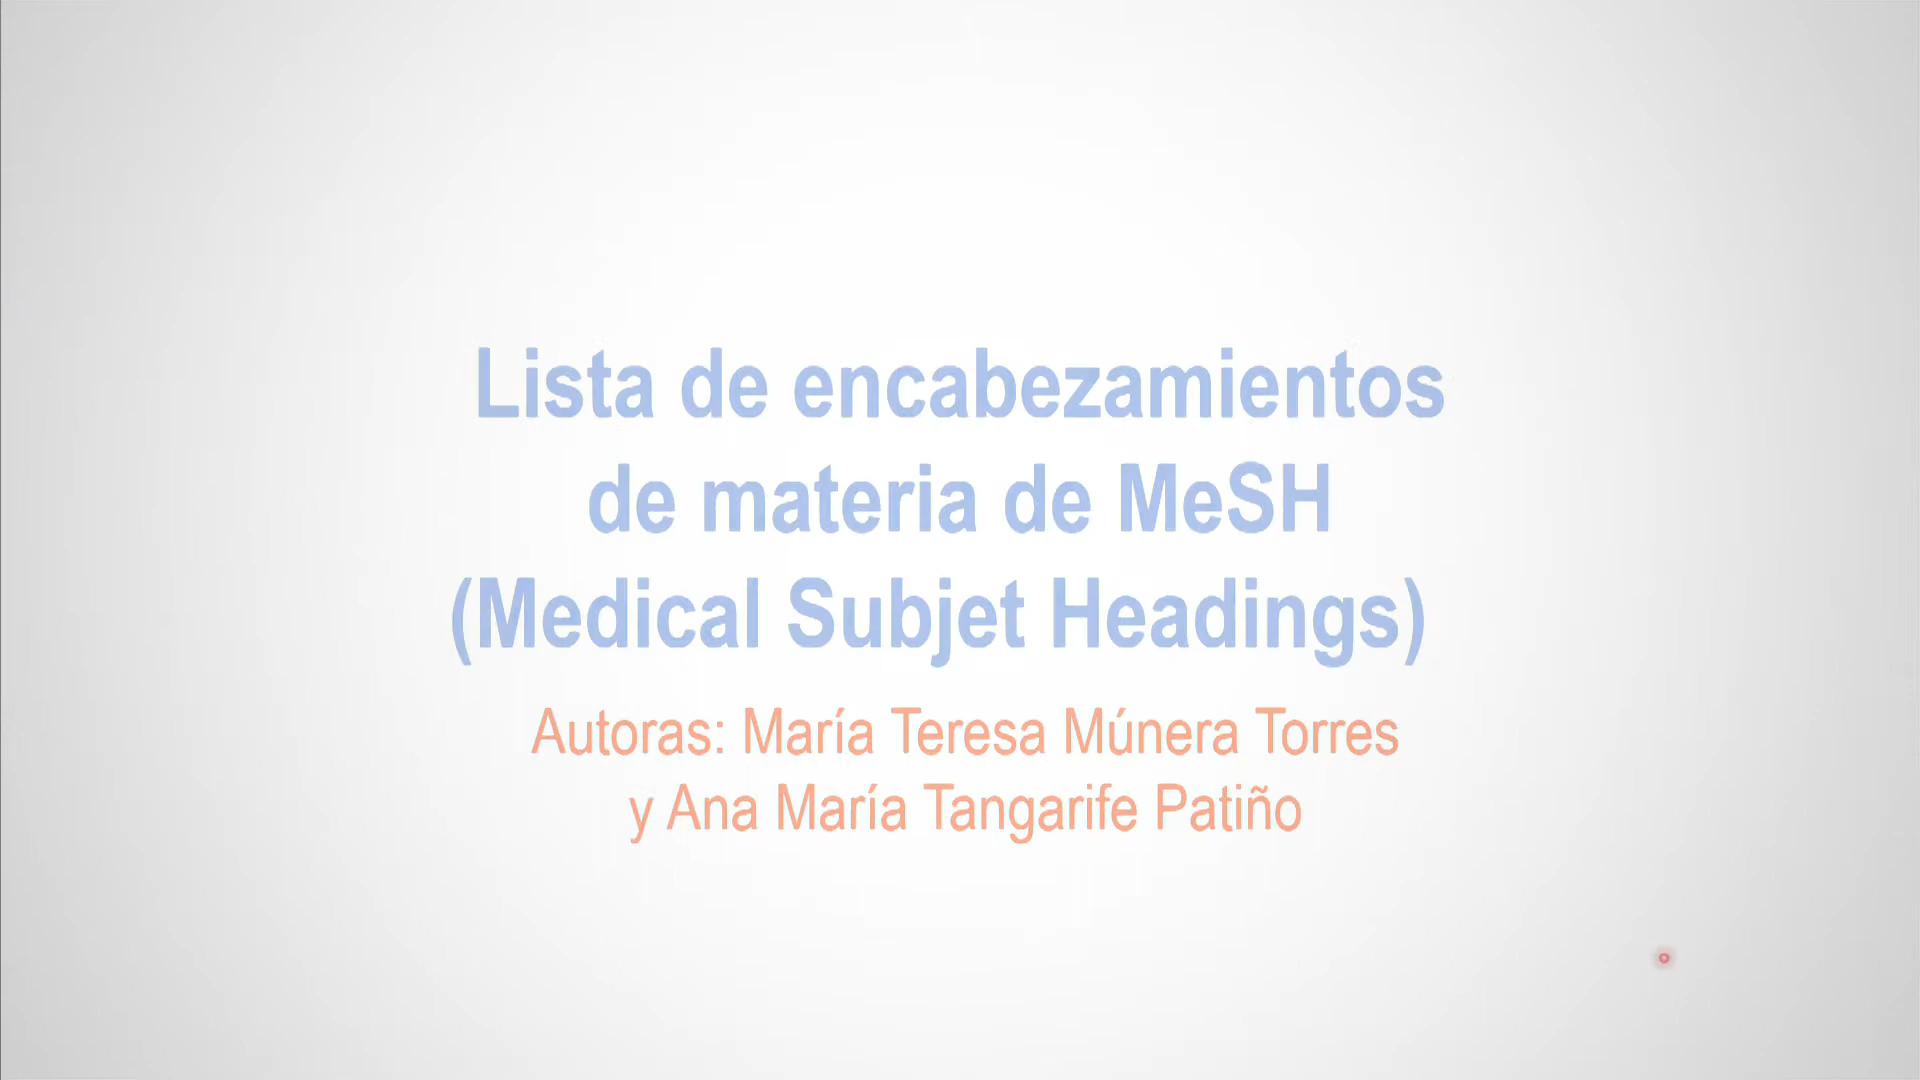 Lista de encabezamientos
de materia de MeSH
(Medical Subjet Headings)
Autoras: María Teresa Múnera Torres
y Ana María Tangarife Patiño